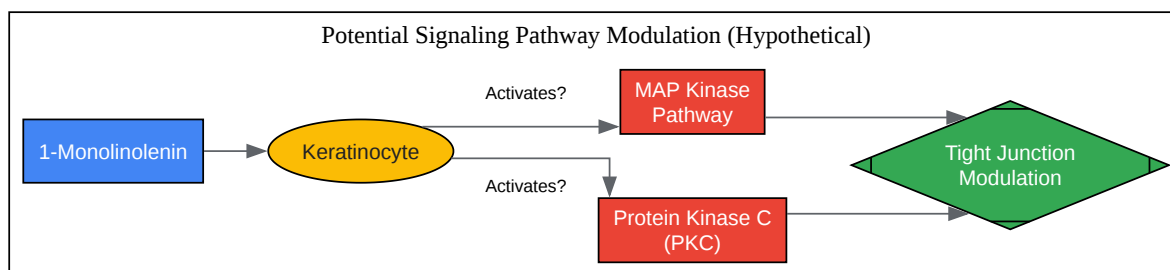 Potential Signaling Pathway Modulation (Hypothetical)
1-Monolinolenin
Keratinocyte
Activates?
MAP Kinase
Pathway
Activates?
Protein Kinase C
(PKC)
Tight Junction
Modulation